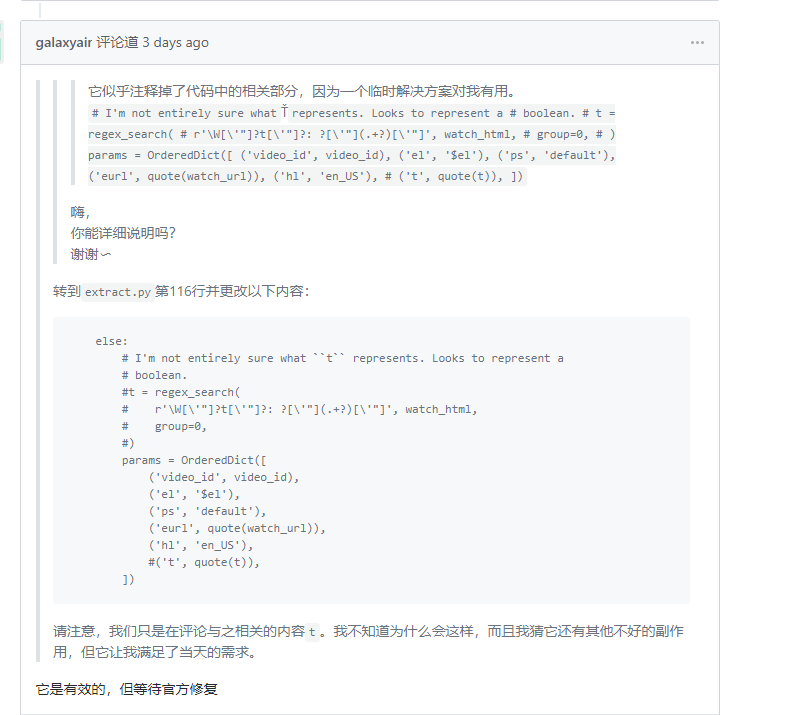 galaxyair 评论道 3 days ago
它似乎注释掉了代码中的相关部分，因为一个临时解决方案对我有用。
# I'm not entirely sure what represents. Looks to represent a # boolean. # t =
regex_search( # r'\W[\'"]?t[\'"]?: ?[\'"](.+?)[\'"]', watch_html, # group=0, # )
params = OrderedDict([ ('video_id', video_id), ('el', '$el'), ('ps', 'default'),
('eurl', quote(watch_url)), ('hl', 'en_US'), # ('t', quote(t)), ])
嗨，
你能详细说明吗？
谢谢
转到 extract.py 第116行并更改以下内容：
else:
# I'm not entirely sure what ``t`` represents. Looks to represent a
# boolean.
#t = regex_search(
#    r'\W[\'"]?t[\'"]?: ?[\'"](.+?)[\'"]', watch_html,
#    group=0,
#)
params = OrderedDict([
('video_id', video_id),
('el', '$el'),
('ps', 'default'),
('eurl', quote(watch_url)),
('hl', 'en_US'),
#('t', quote(t)),
])
请注意，我们只是在评论与之相关的内容 t 。我不知道为什么会这样，而且我猜它还有其他不好的副作
用，但它让我满足了当天的需求。
它是有效的，但等待官方修复